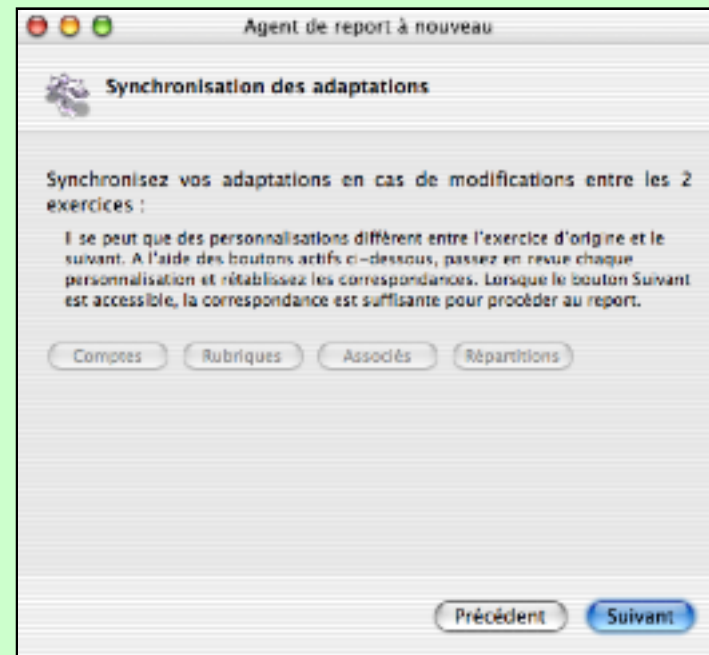 Agent de report à nouveau
Synchronisation des adaptations
Synchronisez vos adaptations en cas de modifications entre les 2
exercices :
Il se peut que des personnalisations diffèrent entre l'exercice d'origine et le
suivant. A l'aide des boutons actifs ci-dessous, passez en revue chaque
personnalisation et rétablissez les correspondances. Lorsque le bouton Suivant
est accessible, la correspondance est suffisante pour procéder au report.
Comptes Rubriques Associés Répartitions
Précédent Suivant